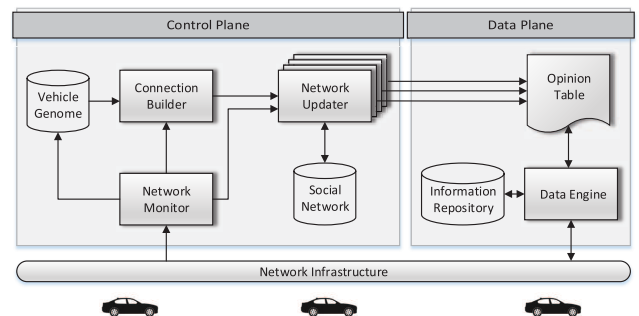 Control Plane
Data Plane
Vehicle
Genome
Connection
Builder
Network
Updater
Opinion
Table
Network
Monitor
Social
Network
Information
Repository
Data Engine
Network Infrastructure